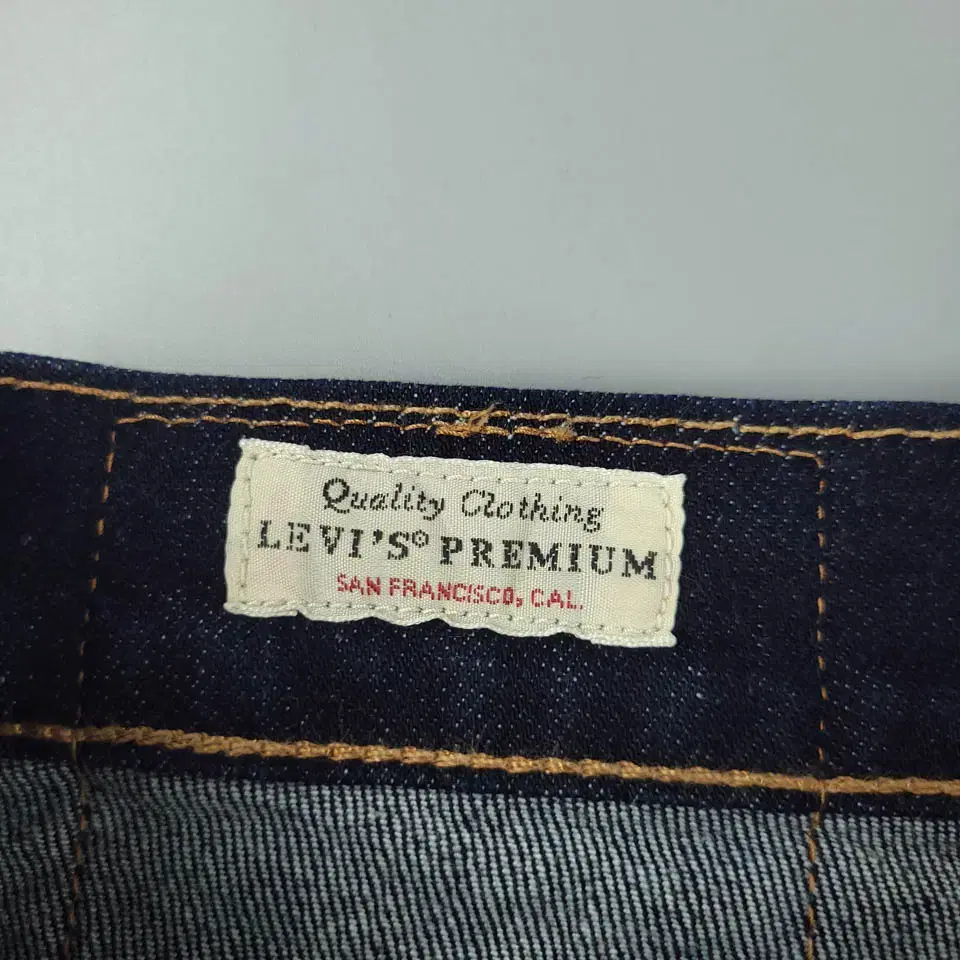 Quality Clothing
LEVI'S® PREMIUM
SAN FRANCISCO, CAL.